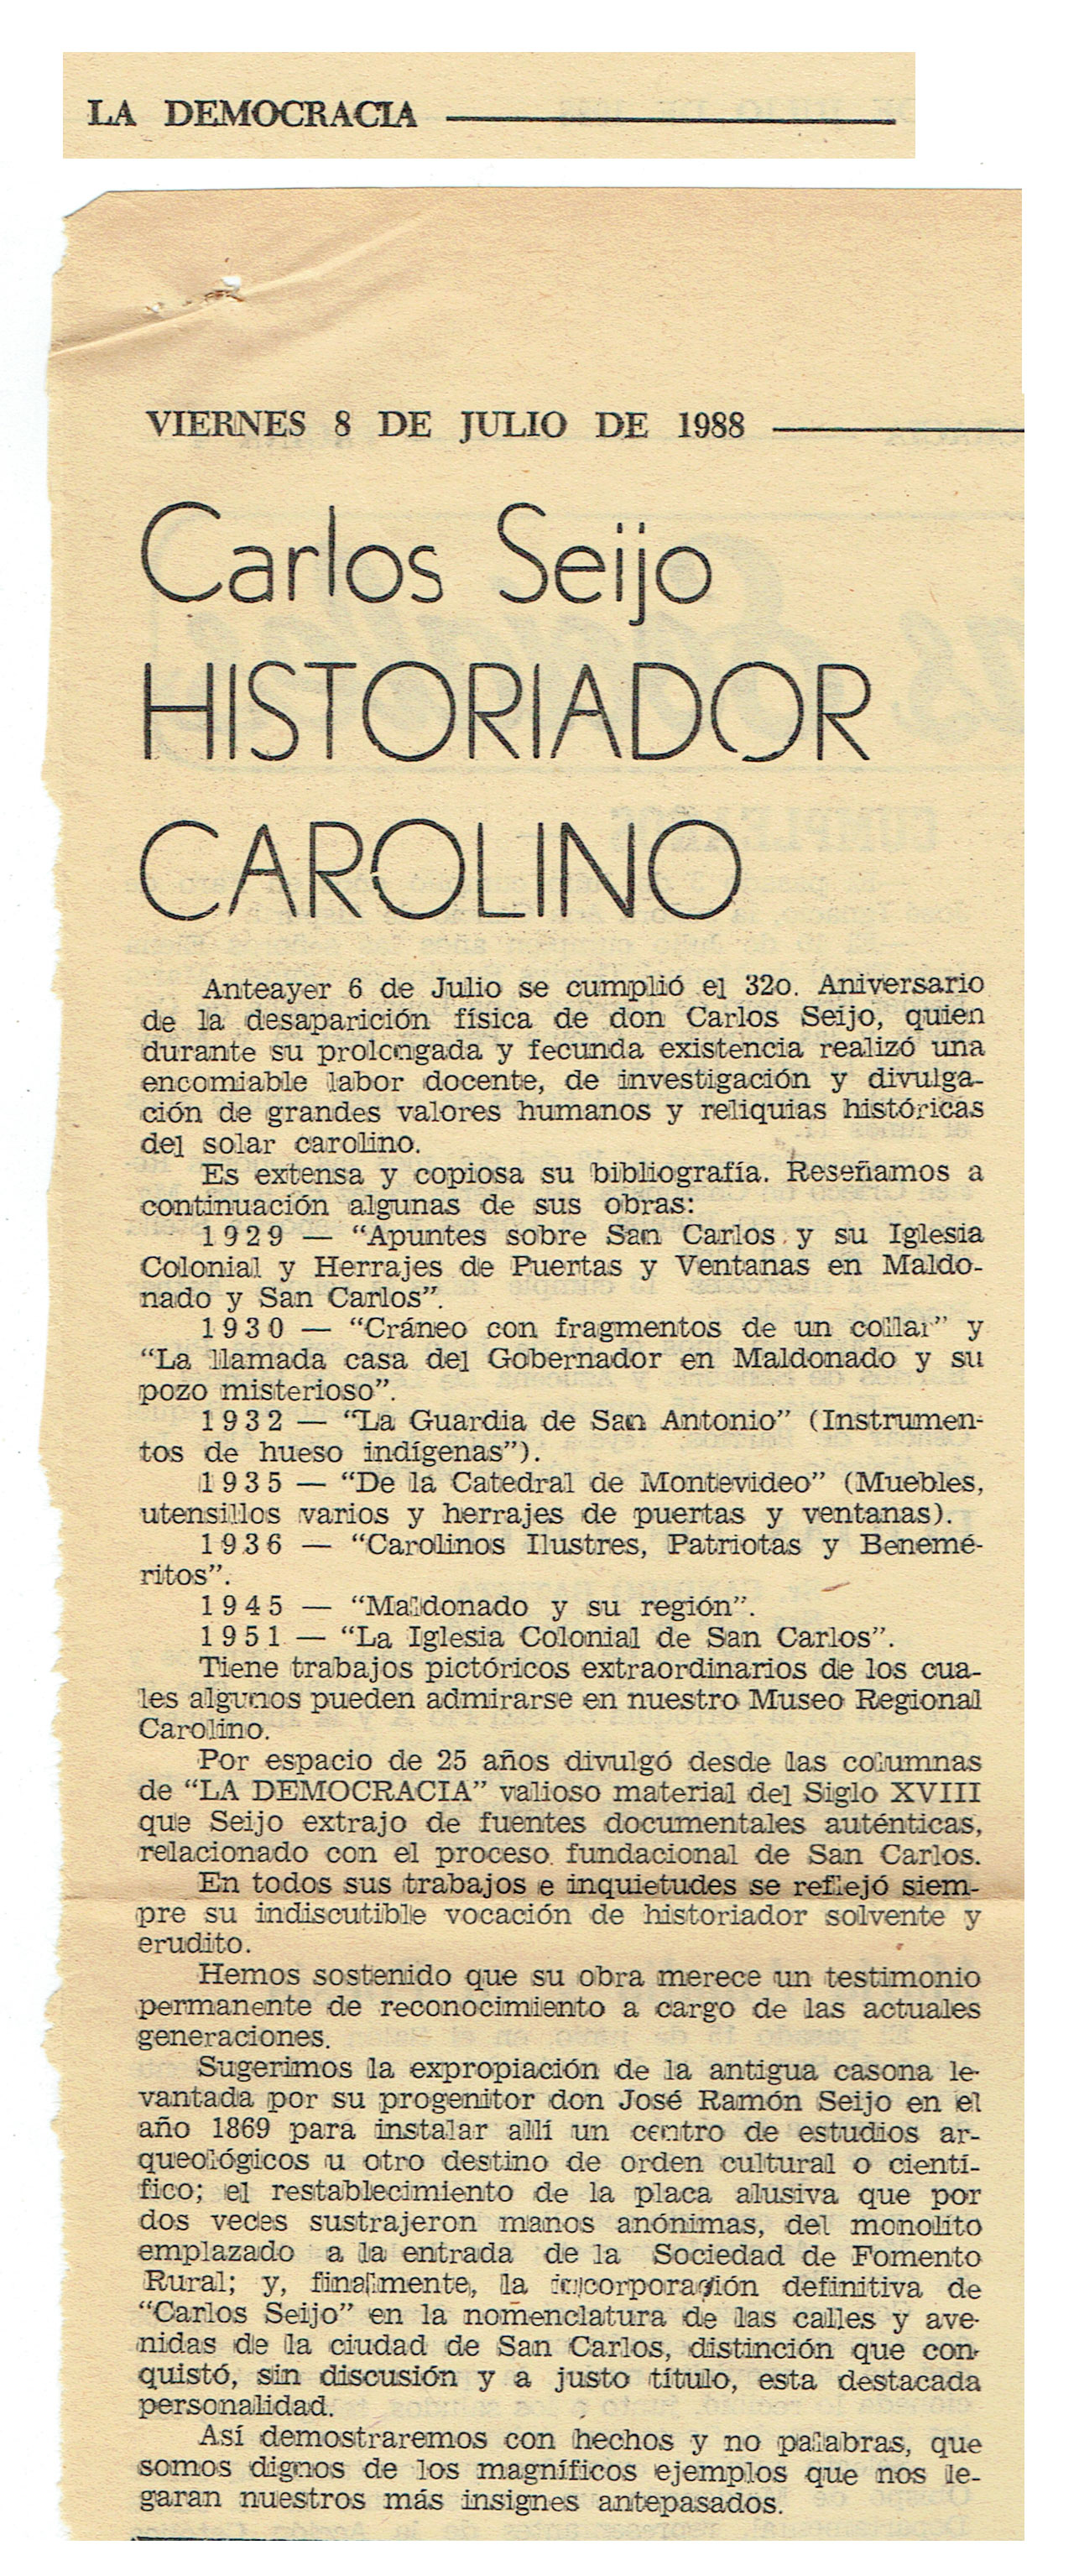 LA DEMOCRACIA
VIERNES 8 DE JULIO DE 1988
Carlos Seijo
HISTORIADOR
CAROLINO
Anteayer 6 de Julio se cumplió el 32o. Aniversario
de la desaparición física de don Carlos Seijo, quien
durante su prolongada y fecunda existencia realizó una
encomiable labor docente, de investigación y divulga-
ción de grandes valores humanos y reliquias históricas
del solar carolino.
Es extensa y copiosa su bibliografía. Reseñamos a
continuación algunas de sus obras:
1929 — “Apuntes sobre San Carlos y su Iglesia
Colonial y Herrajes de Puertas y Ventanas en Maldo-
nado y San Carlos”.
1930 — “Cráneo con fragmentos de un collar” y
“La llamada casa del Gobernador en Maldonado y su
pozo misterioso”.
1932 — “La Guardia de San Antonio” (Instrumen-
tos de hueso indígenas”).
1935 — “De la Catedral de Montevideo” (Muebles,
utensillos varios y herrajes de puertas y ventanas).
1936 — “Carolinos Ilustres, Patriotas y Benemé-
ritos”.
1945 — “Maldonado y su región”.
1951 — “La Iglesia Colonial de San Carlos”.
Tiene trabajos pictóricos extraordinarios de los cua-
les algunos pueden admirarse en nuestro Museo Regional
Carolino.
Por espacio de 25 años divulgó desde las columnas
de “LA DEMOCRACIA” valioso material del Siglo XVIII
que Seijo extrajo de fuentes documentales auténticas,
relacionado con el proceso fundacional de San Carlos.
En todos sus trabajos e inquietudes se reflejó siem-
pre su indiscutible vocación de historiador solvente y
erudito.
Hemos sostenido que su obra merece un testimonio
permanente de reconocimiento a cargo de las actuales
generaciones.
Sugerimos la expropiación de la antigua casona le-
vantada por su progenitor don José Ramón Seijo en el
año 1869 para instalar allí un centro de estudios ar-
queológicos u otro destino de orden cultural o cientí-
fico; el restablecimiento de la placa alusiva que por
dos veces sustrajeron manos anónimas, del monolito
emplazado a la entrada de la Sociedad de Fomento
Rural; y, finalmente, la incorporación definitiva de
“Carlos Seijo” en la nomenclatura de las calles y ave-
nidas de la ciudad de San Carlos, distinción que con-
quistó, sin discusión y a justo título, esta destacada
personalidad.
Así demostraremos con hechos y no palabras, que
somos dignos de los magníficos ejemplos que nos le-
garan nuestros más insignes antepasados.